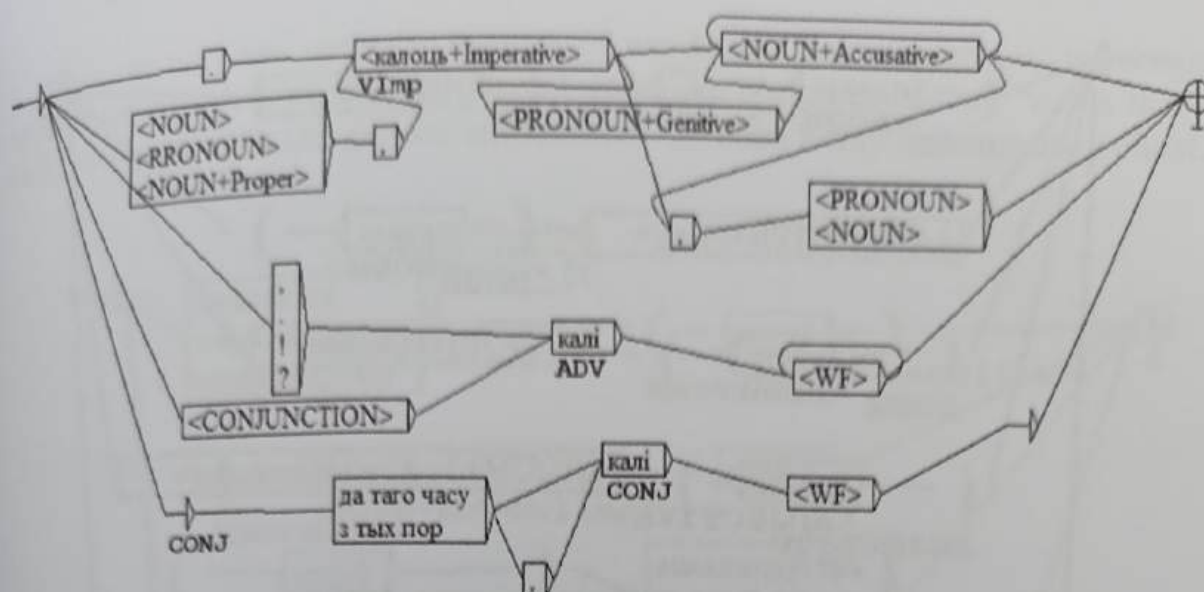 .
<калоць+Imperative>
VImp
<NOUN+Accusative>
<PRONOUN+Genitive>
<NOUN>
<RRONOUN>
<NOUN+Proper>
,
,
<PRONOUN>
<NOUN>
,
.
!
?
калі
ADV
<WF>
<CONJUNCTION>
CONJ
да таго часу
з тых пор
,
калі
CONJ
<WF>